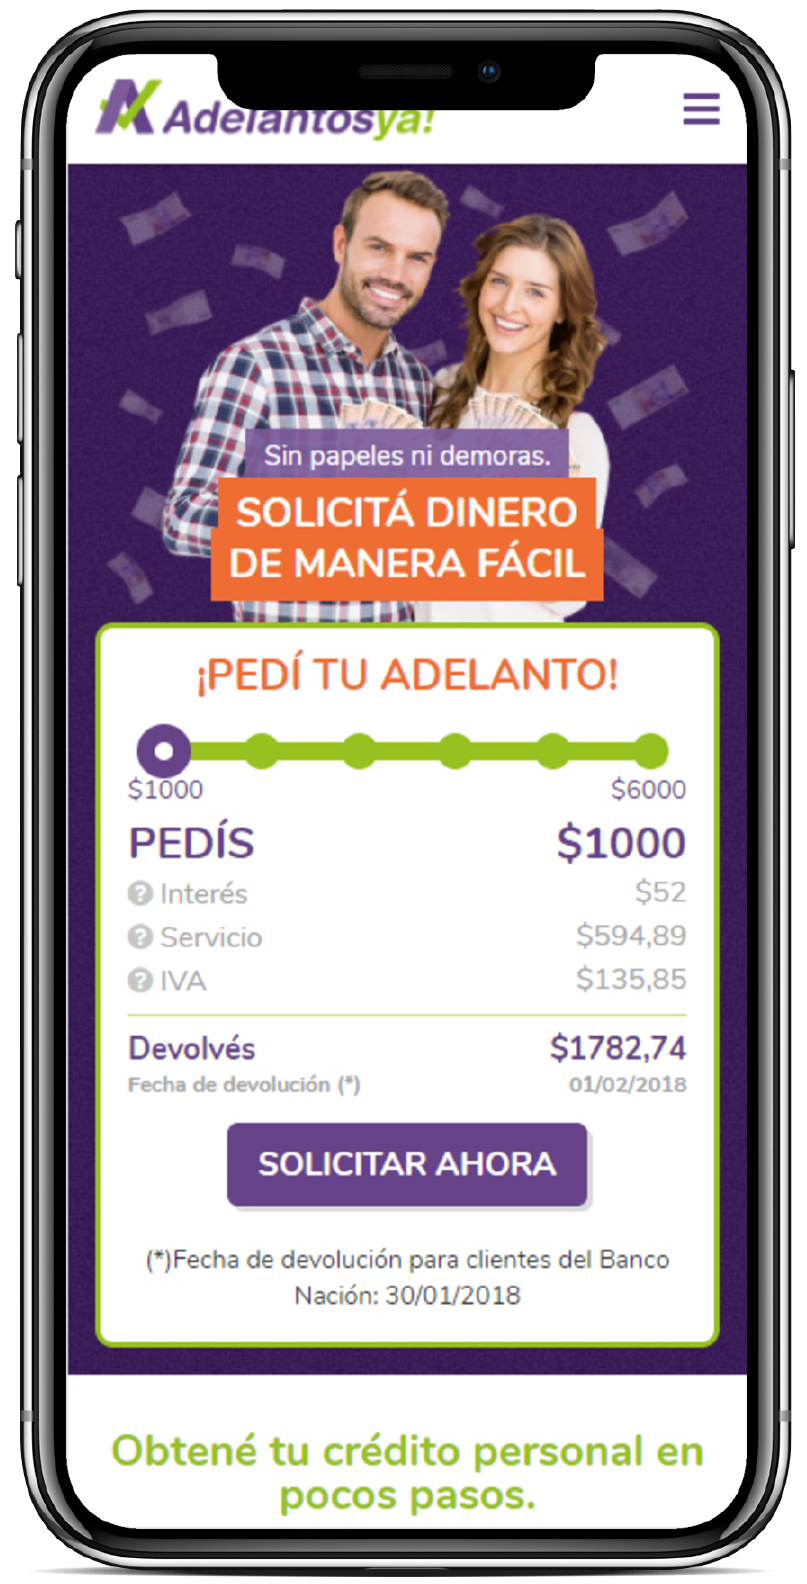 Adelantosya!
Sin papeles ni demoras.
SOLICITÁ DINERO
DE MANERA FÁCIL
¡PEDÍ TU ADELANTO!
$1000 $6000
PEDÍS $1000
? Interés $52
? Servicio $594,89
? IVA $135,85
Devolvés $1782,74
Fecha de devolución (*) 01/02/2018
SOLICITAR AHORA
(*)Fecha de devolución para clientes del Banco
Nación: 30/01/2018
Obtené tu crédito personal en
pocos pasos.